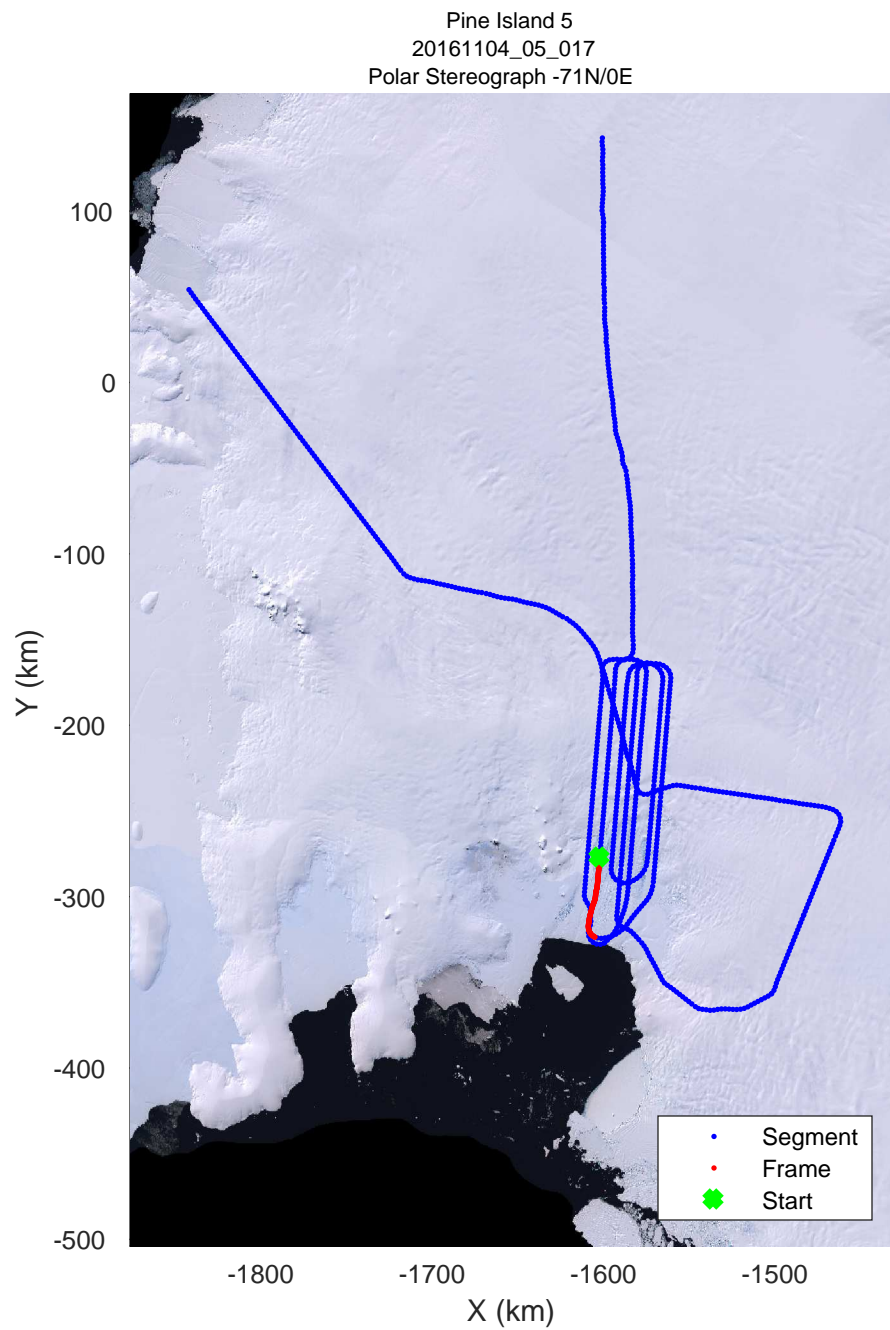 Pine Island 5
20161104_05_017
Polar Stereograph -71N/0E
100
0
-100
-200
-300
-400
-500
Y (km)
-1800
-1700
-1600
-1500
X (km)
Segment
Frame
Start